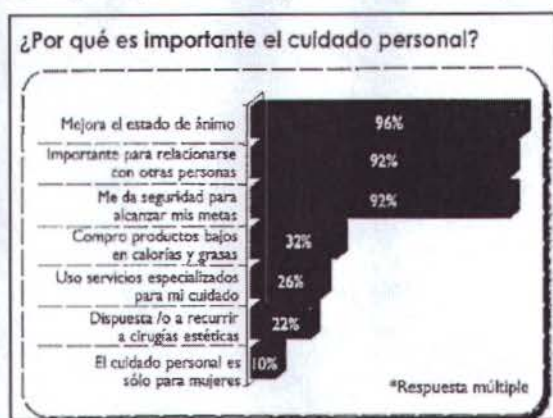 ¿Por qué es importante el cuidado personal?
Mejora el estado de ánimo
96%
Importante para relacionarse
con otras personas
92%
Me da seguridad para
alcanzar mis metas
92%
Compro productos bajos
en calorías y grasas
32%
Uso servicios especializados
para mi cuidado
26%
Dispuesta /o a recurrir
a cirugías estéticas
22%
El cuidado personal es
sólo para mujeres
10%
*Respuesta múltiple